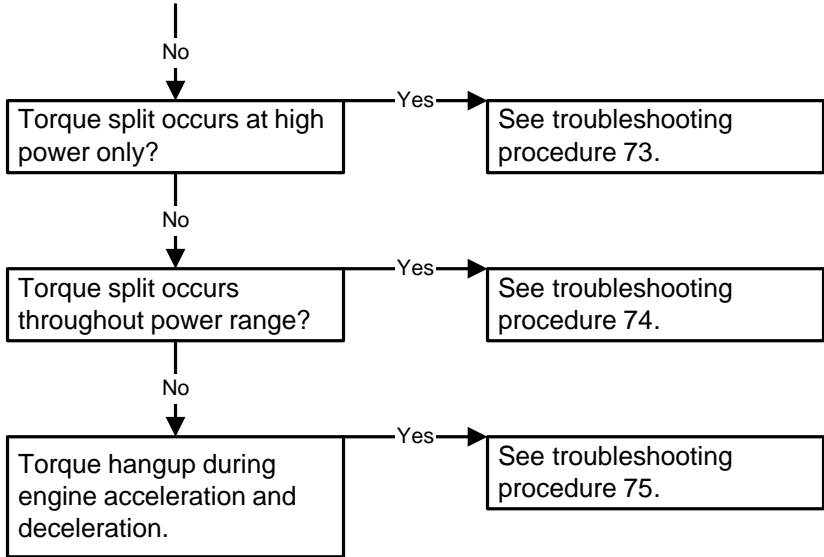 No
Torque split occurs at high
power only?
Yes
See troubleshooting
procedure 73.
No
Torque split occurs
throughout power range?
Yes
See troubleshooting
procedure 74.
No
Torque hangup during
engine acceleration and
deceleration.
Yes
See troubleshooting
procedure 75.